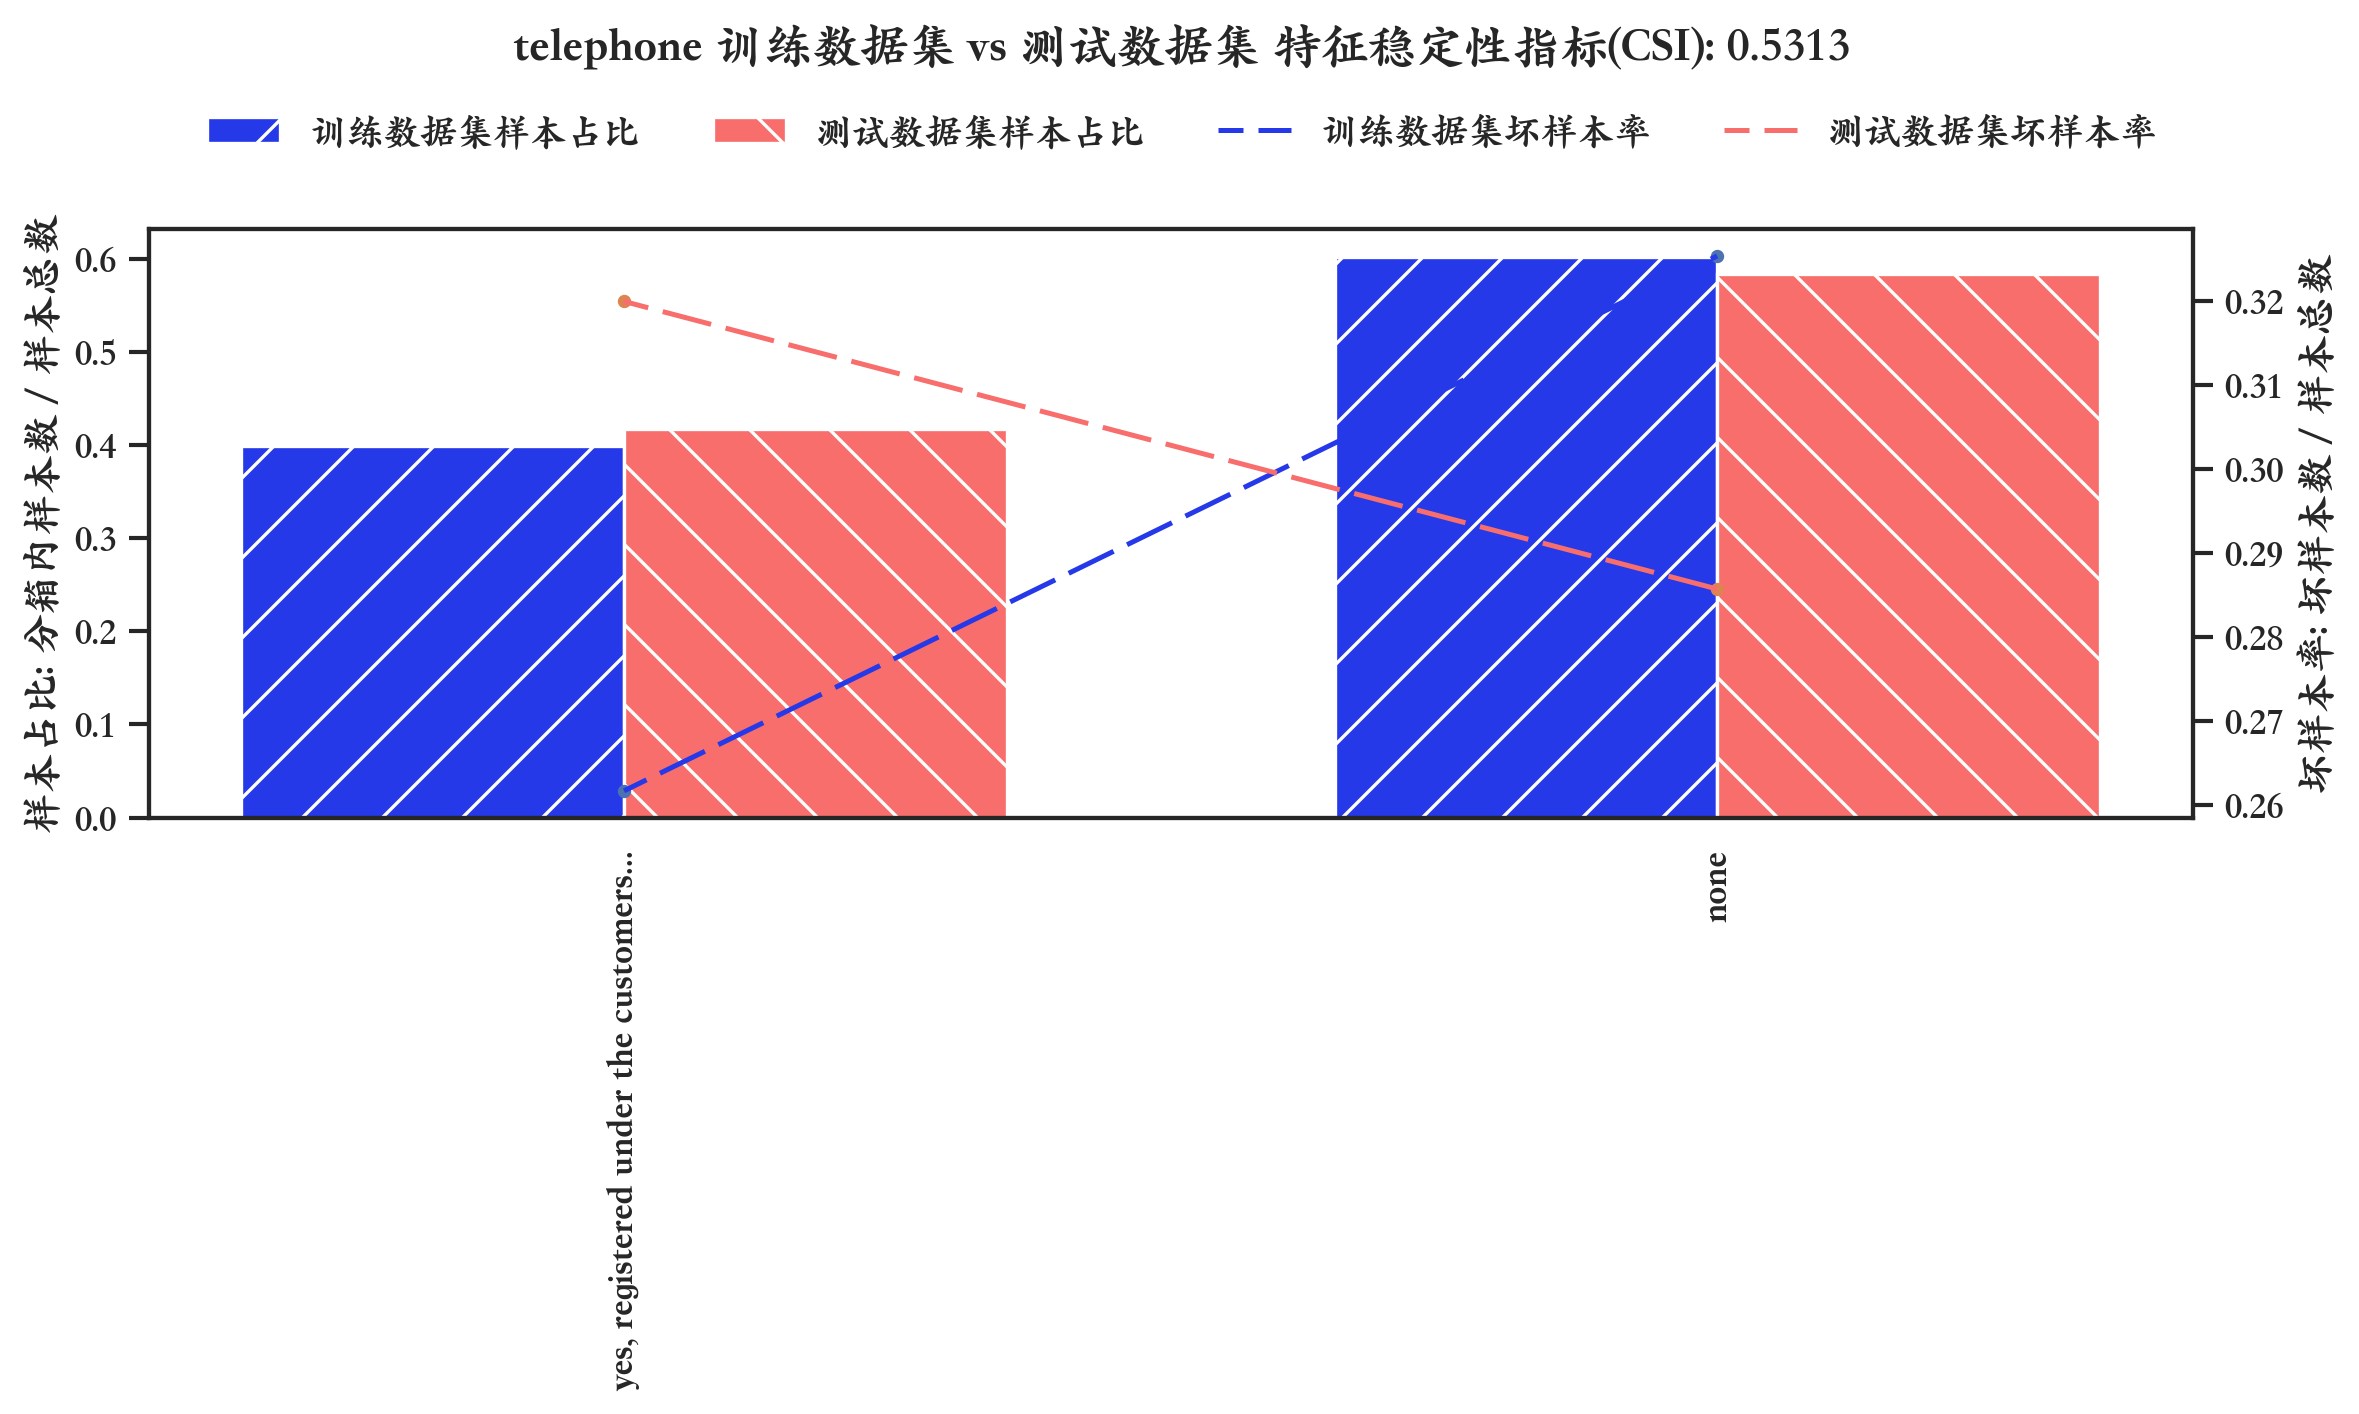 telephone 训练数据集 vs 测试数据集 特征稳定性指标(CSI): 0.5313
训练数据集样本占比
测试数据集样本占比
训练数据集坏样本率
测试数据集坏样本率
样本占比: 分箱内样本数 / 样本总数
0.6
0.5
0.4
0.3
0.2
0.1
0.0
0.32
0.31
0.30
0.29
0.28
0.27
0.26
坏样本率: 坏样本数 / 样本总数
yes, registered under the customers...
none